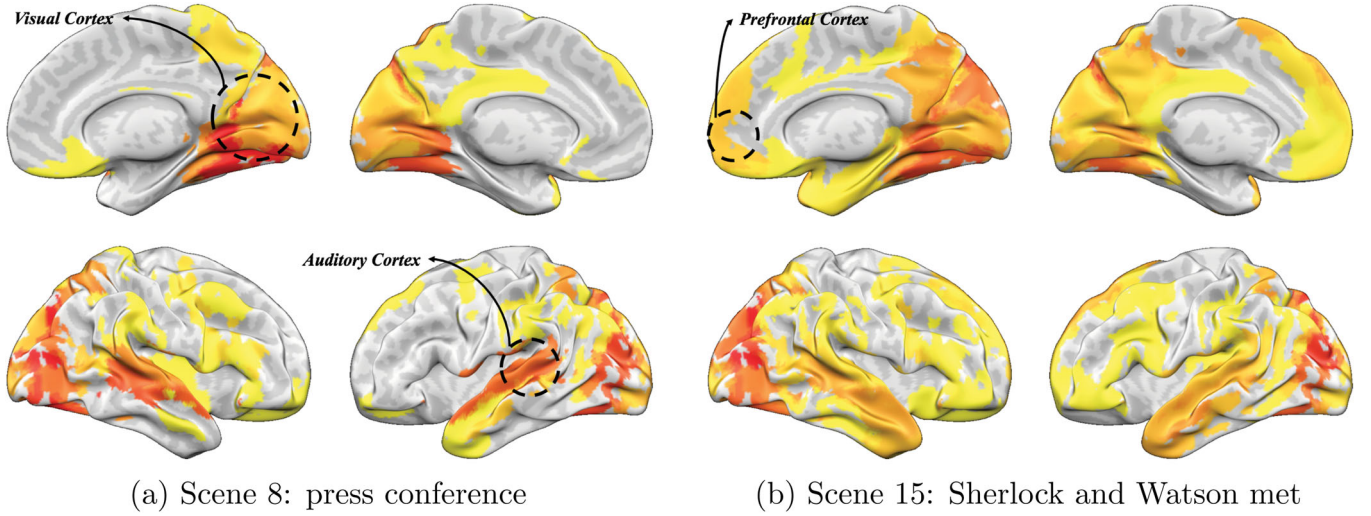 Visual Cortex
Prefrontal Cortex
Auditory Cortex
(a) Scene 8: press conference
(b) Scene 15: Sherlock and Watson met